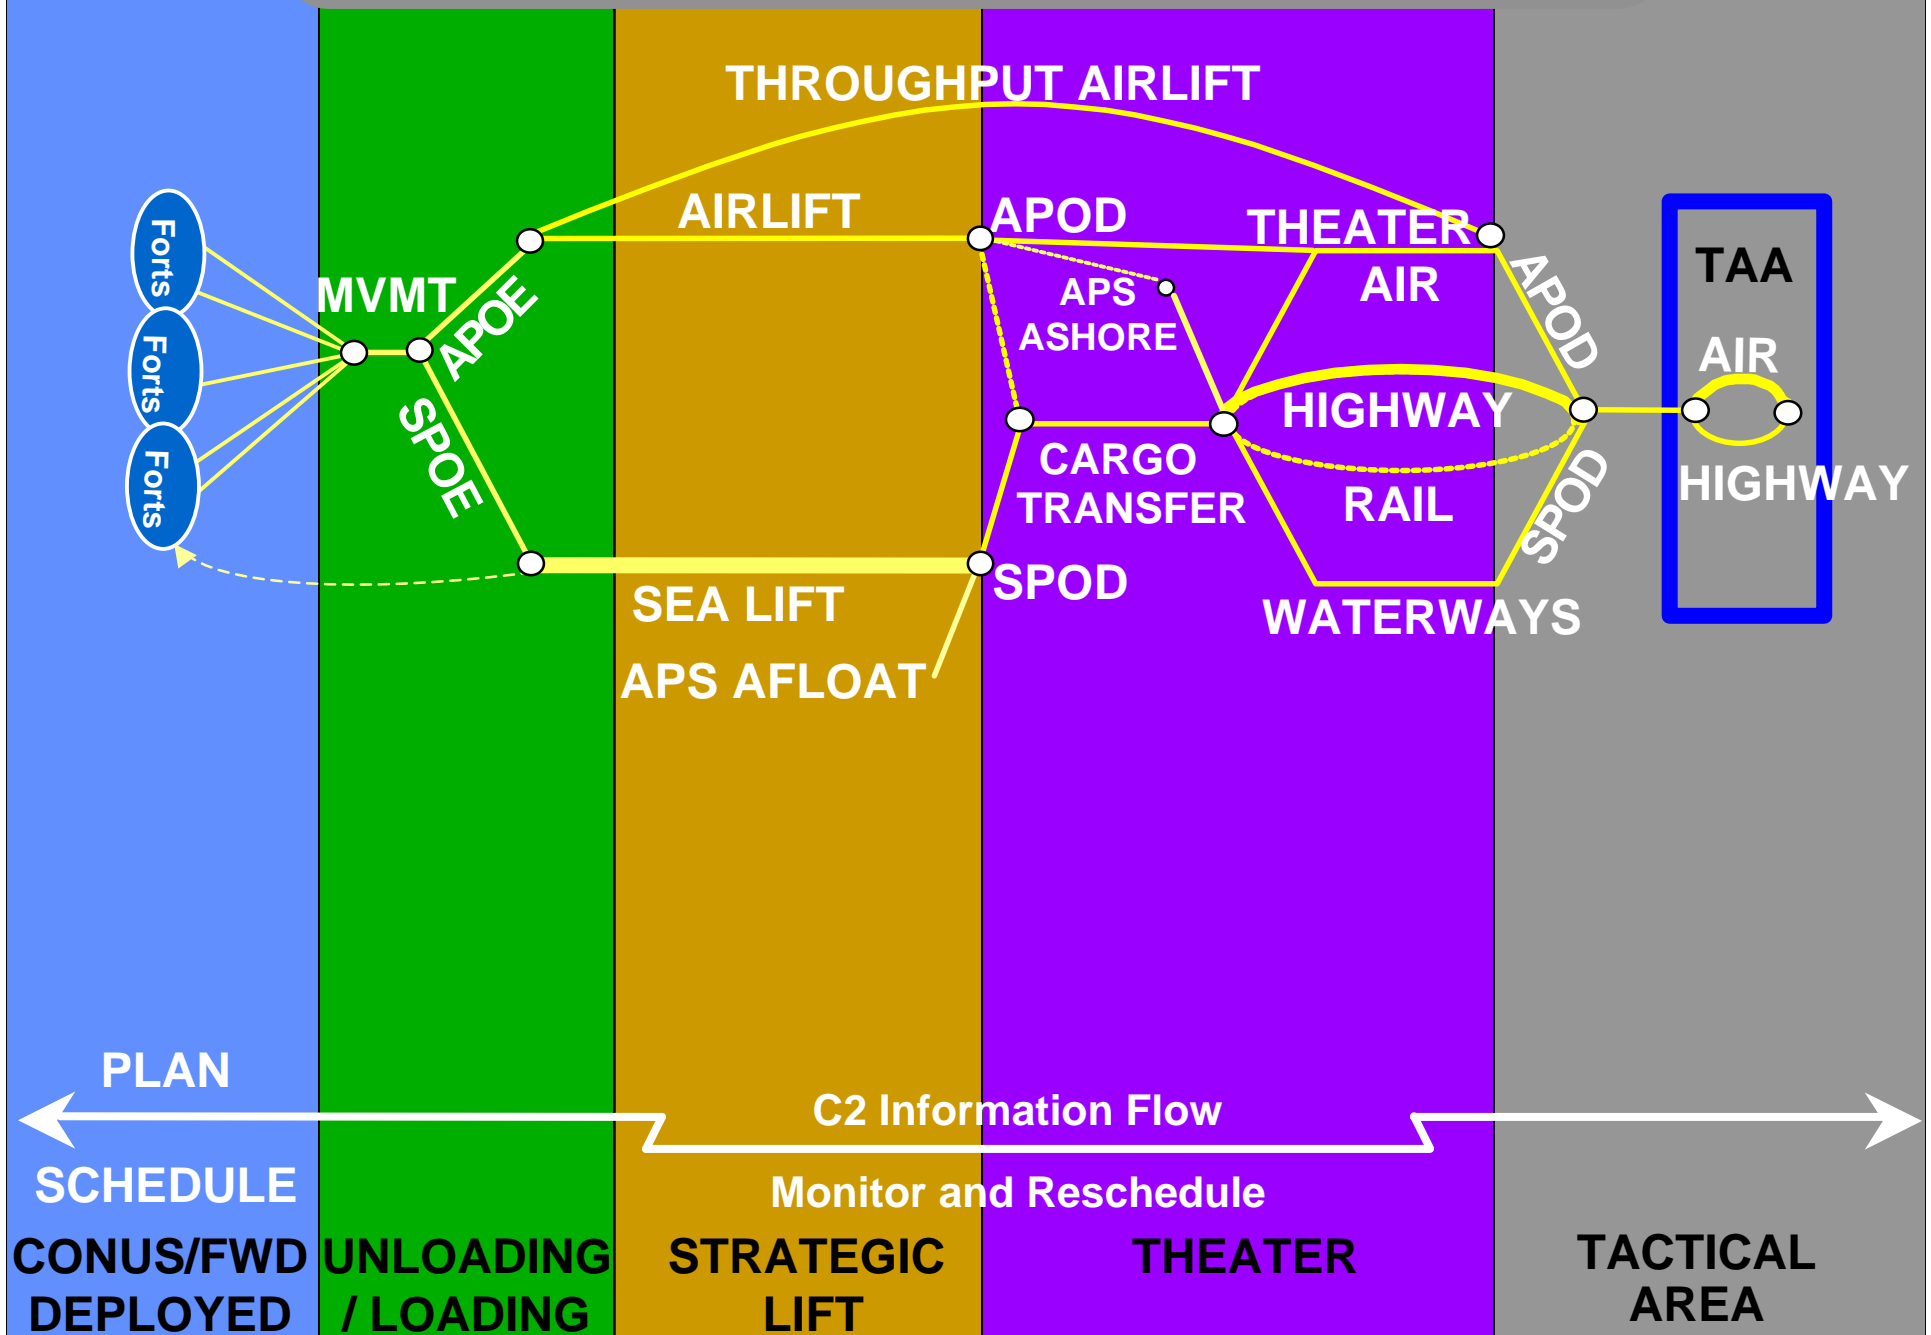 THROUGHPUT AIRLIFT
AIRLIFT
APOD
THEATER
AIR
Forts
Forts
Forts
MVMT
APOE
SPOE
APS
ASHORE
APOD
TAA
AIR
HIGHWAY
HIGHWAY
CARGO
TRANSFER
RAIL
SPOD
SEA LIFT
SPOD
WATERWAYS
APS AFLOAT
PLAN
C2 Information Flow
SCHEDULE
Monitor and Reschedule
CONUS/FWD
DEPLOYED
UNLOADING
/ LOADING
STRATEGIC
LIFT
THEATER
TACTICAL
AREA